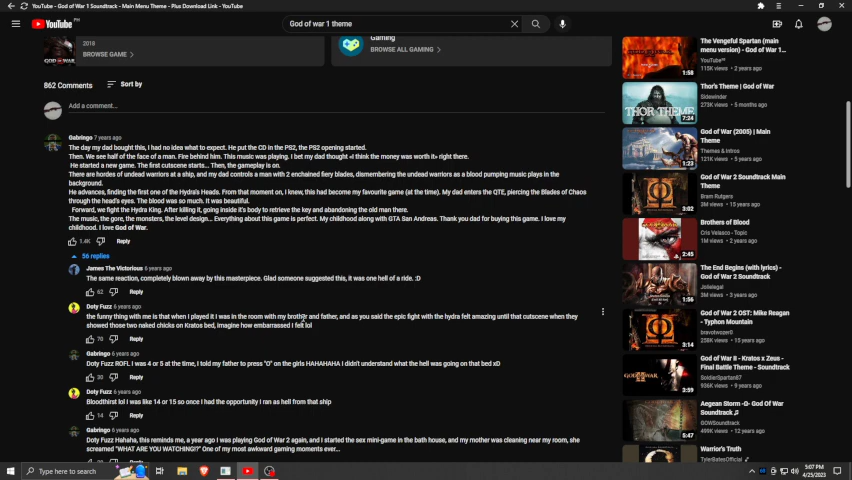 YouTube - God of War 1 Soundtrack - Main Menu Theme - Plus Download Link - YouTube
YouTube PH
God of war 1 theme
2018
BROWSE GAME
Gaming
BROWSE ALL GAMING
862 Comments
Sort by
Add a comment...
Gabringo 7 years ago
The day my dad bought this, I had no idea what to expect. He put the CD in the PS2, the PS2 opening started.
Then. We see half of the face of a man. Fire behind him. This music was playing. I bet my dad thought «I think the money was worth it» right there.
He started a new game. The first cutscene starts... Then, the gameplay is on.
There are hordes of undead warriors at a ship, and my dad controls a man with 2 enchained fiery blades, dismembering the undead warriors as a blood pumping music plays in the
background.
He advances, finding the first one of the Hydra's Heads. From that moment on, I knew, this had become my favourite game (at the time). My dad enters the QTE, piercing the Blades of Chaos
through the head's eyes. The blood was so much. It was beautiful.
Forward, we fight the Hydra King. After killing it, going inside it's body to retrieve the key and abandoning the old man there.
The music, the gore, the monsters, the level design... Everything about this game is perfect. My childhood along with GTA San Andreas. Thank you dad for buying this game. I love my
childhood. I love God of War.
1.4K Reply
56 replies
James The Victorious 6 years ago
The same reaction, completely blown away by this masterpiece. Glad someone suggested this, it was one hell of a ride. :D
62 Reply
Doty Fuzz 6 years ago
the funny thing with me is that when I played it I was in the room with my brother and father, and as you said the epic fight with the hydra felt amazing until that cutscene when they
showed those two naked chicks on Kratos bed, imagine how embarrassed I felt lol
70 Reply
Gabringo 6 years ago
Doty Fuzz ROFL. I was 4 or 5 at the time, I told my father to press "O" on the girls HAHAHAHA I didn't understand what the hell was going on that bed xD
30 Reply
Doty Fuzz 6 years ago
Bloodthirst lol I was like 14 or 15 so once I had the opportunity I ran as hell from that ship
14 Reply
Gabringo 6 years ago
Doty Fuzz Hahaha, this reminds me, a year ago I was playing God of War 2 again, and I started the sex mini-game in the bath house, and my mother was cleaning near my room, she
screamed "WHAT ARE YOU WATCHING!?" One of my most awkward gaming moments ever...
The Vengeful Spartan (main
menu version) - God of War 1...
115K views • 2 years ago
1:58
Thor's Theme | God of War
Sidewinder
273K views • 5 months ago
THOR THEME
7:24
God of War (2005) | Main
Theme
Themes & Intros
121K views • 5 years ago
1:23
God of War 2 Soundtrack Main
Theme
Bram Rutgers
3M views • 15 years ago
3:02
Brothers of Blood
Cris Velasco - Topic
1M views • 2 years ago
2:45
The End Begins (with lyrics) -
God of War
Jollelegal
3M views • 11 years ago
1:56
God of War 2 OST: Mike Reagan
- Typhon Mountain
bravotwozero0
258K views • 15 years ago
3:14
God of War II - Kratos x Zeus -
Final Battle Theme - Soundtrack
SoldierSpartan87
936K views • 9 years ago
3:59
Aegean Storm -Ω- God Of War
Soundtrack
GOWSoundtrack
499K views • 12 years ago
5:47
Warrior's Truth
TylerBatesOfficial
Type here to search
5:07 PM
4/25/2023